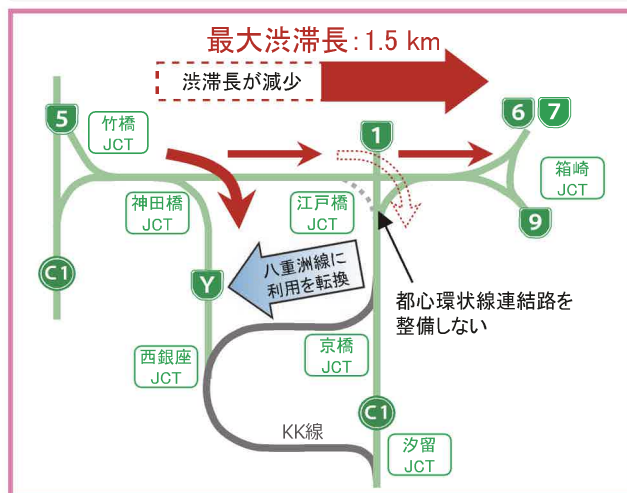 最大渋滞長：1.5 km
渋滞長が減少
5
竹橋
JCT
1
6
7
箱崎
JCT
神田橋
JCT
江戸橋
JCT
9
C1
八重洲線に
利用を転換
Y
都心環状線連結路を
整備しない
西銀座
JCT
京橋
JCT
C1
KK線
汐留
JCT